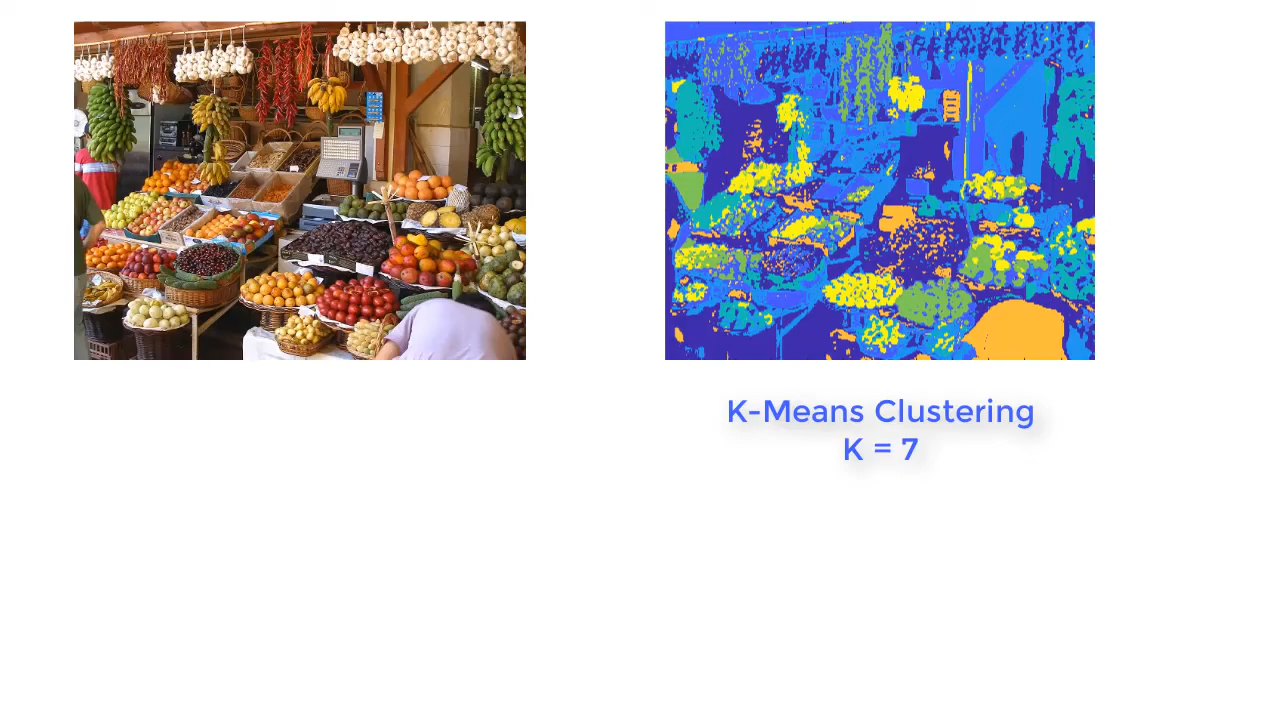 K-Means Clustering
K = 7